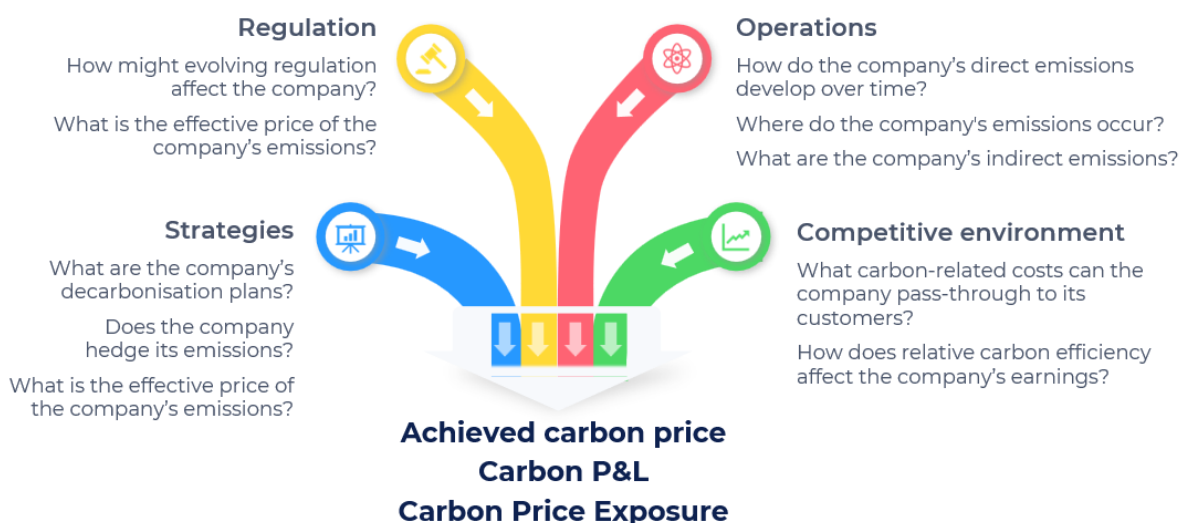 Regulation
How might evolving regulation
affect the company?
What is the effective price of the
company’s emissions?
Operations
How do the company’s direct emissions
develop over time?
Where do the company's emissions occur?
What are the company’s indirect emissions?
Strategies
What are the company’s
decarbonisation plans?
Does the company
hedge its emissions?
What is the effective price of
the company’s emissions?
Competitive environment
What carbon-related costs can the
company pass-through to its
customers?
How does relative carbon efficiency
affect the company’s earnings?
Achieved carbon price
Carbon P&L
Carbon Price Exposure